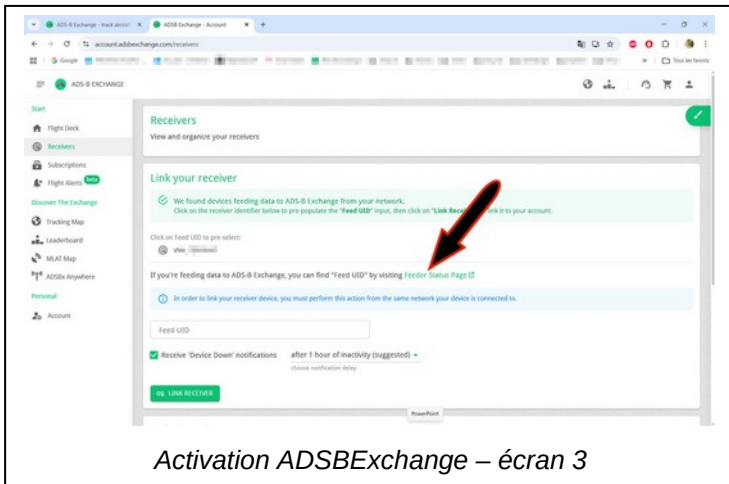 ADS-B Exchange - track aircraft
ADSB Exchange - Account
account.adsbexchange.com/receivers
Google
Tous les favoris
ADS-B EXCHANGE
Start
Flight Deck
Receivers
Subscriptions
Flight Alerts beta
Discover The Exchange
Tracking Map
Leaderboard
MLAT Map
ADSBx Anywhere
Personal
Account
Receivers
View and organize your receivers
Link your receiver
We found devices feeding data to ADS-B Exchange from your network.
Click on the receiver identifier below to pre-populate the "Feed UID" input, then click on "Link Rece it to your account.
Click on Feed UID to pre-select:
If you're feeding data to ADS-B Exchange, you can find "Feed UID" by visiting Feeder Status Page
In order to link your receiver device, you must perform this action from the same network your device is connected to.
Feed UID
Receive 'Device Down' notifications
after 1 hour of inactivity (suggested)
choose notification delay
LINK RECEIVER
PowerPoint
Activation ADSBExchange – écran 3